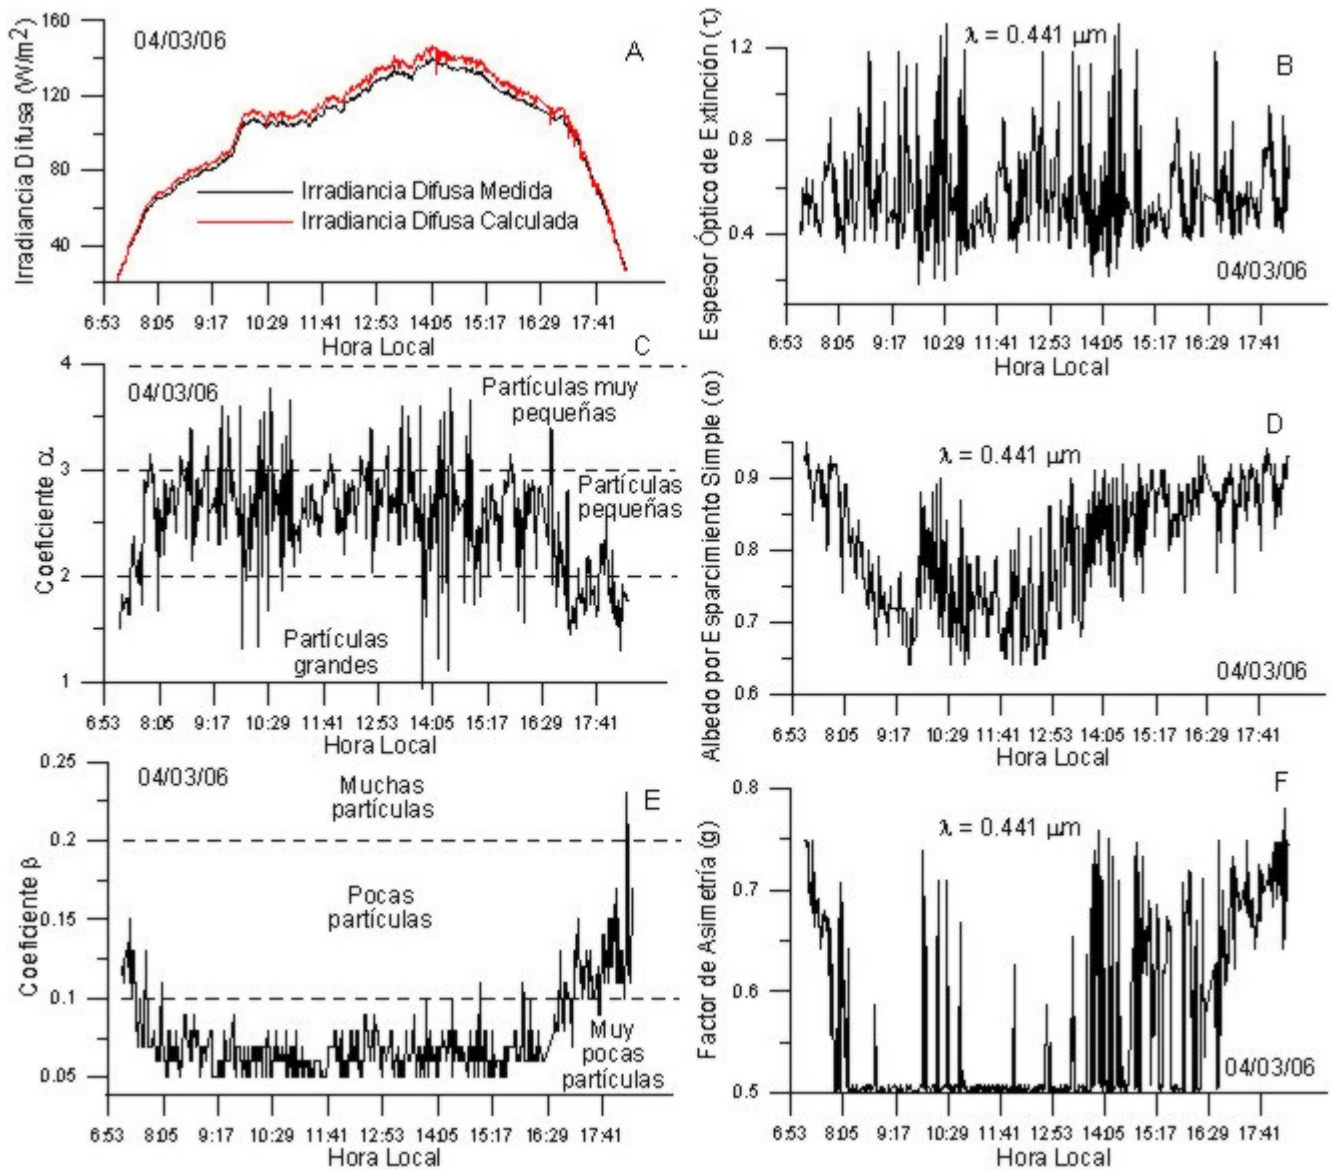 160
04/03/06
A
Irradiancia Difusa (W/m2)
120
80
Irradiancia Difusa Medida
Irradiancia Difusa Calculada
40
6:53 8:05 9:17 10:29 11:41 12:53 14:05 15:17 16:29 17:41
Hora Local
1.2
λ = 0.441 μm
B
Espesor Óptico de Extinción (τ)
0.8
0.4
04/03/06
6:53 8:05 9:17 10:29 11:41 12:53 14:05 15:17 16:29 17:41
Hora Local
C
4
04/03/06
Partículas muy
pequeñas
Coeficiente α
3
Partículas
pequeñas
2
Partículas
grandes
1
6:53 8:05 9:17 10:29 11:41 12:53 14:05 15:17 16:29 17:41
Hora Local
D
λ = 0.441 μm
Albedo por Esparcimiento Simple (ω)
0.9
0.8
0.7
04/03/06
0.6
6:53 8:05 9:17 10:29 11:41 12:53 14:05 15:17 16:29 17:41
Hora Local
0.25
04/03/06
Muchas
partículas
E
0.2
Coeficiente β
Pocas
partículas
0.15
0.1
Muy
pocas
partículas
0.05
6:53 8:05 9:17 10:29 11:41 12:53 14:05 15:17 16:29 17:41
Hora Local
0.8
F
λ = 0.441 μm
Factor de Asimetría (g)
0.7
0.6
04/03/06
0.5
6:53 8:05 9:17 10:29 11:41 12:53 14:05 15:17 16:29 17:41
Hora Local